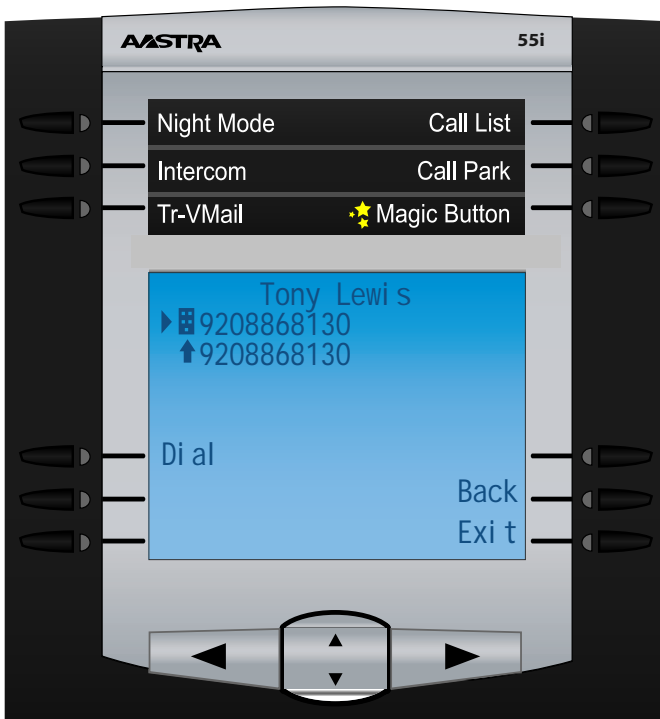 AASTRA 55i
Night Mode Call List
Intercom Call Park
Tr-VMail Magic Button
Tony Lewis
9208868130
9208868130
Dial
Back
Exit